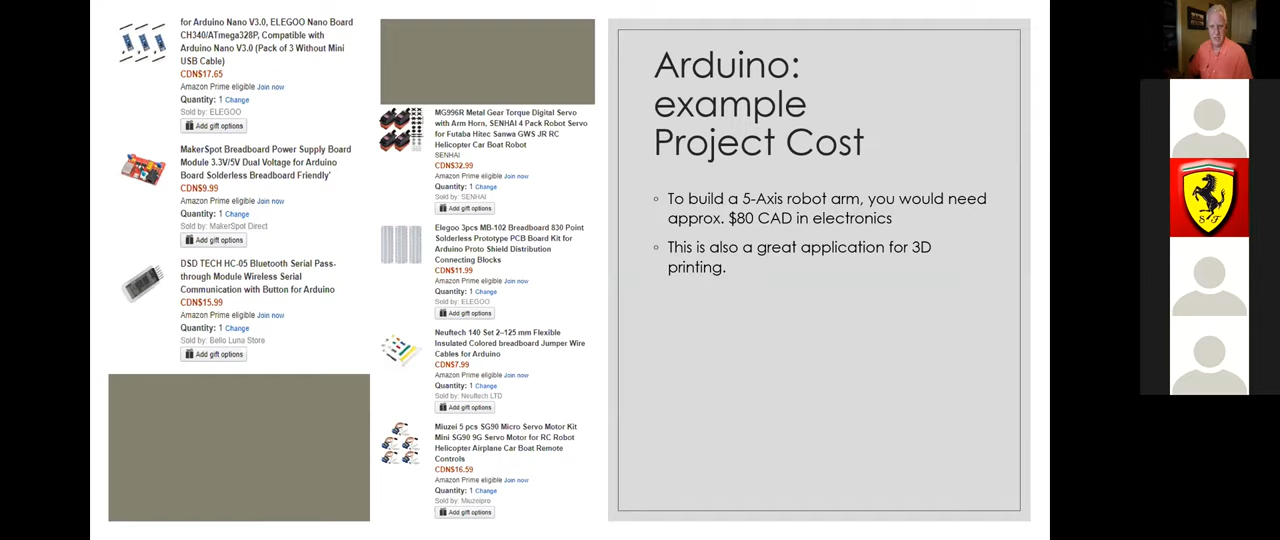 for Arduino Nano V3.0, ELEGOO Nano Board
CH340/ATmega328P, Compatible with
Arduino Nano V3.0 (Pack of 3 Without Mini
USB Cable)
CDN$17.65
Amazon Prime eligible Join now
Quantity: 1 Change
Sold by: ELEGOO
Add gift options
MakerSpot Breadboard Power Supply Board
Module 3.3V/5V Dual Voltage for Arduino
Board Solderless Breadboard Friendly'
CDN$9.99
Amazon Prime eligible Join now
Quantity: 1 Change
Sold by: MakerSpot Direct
Add gift options
DSD TECH HC-05 Bluetooth Serial Pass-
through Module Wireless Serial
Communication with Button for Arduino
CDN$15.99
Amazon Prime eligible Join now
Quantity: 1 Change
Sold by: Bello Luna Store
Add gift options
MG996R Metal Gear Torque Digital Servo
with Arm Horn, SENHAI 4 Pack Robot Servo
for Futaba Hitec Sanwa GWS JR RC
Helicopter Car Boat Robot
SENHAI
CDN$32.99
Amazon Prime eligible Join now
Quantity: 1 Change
Sold by: SENHAI
Add gift options
Elegoo 3pcs MB-102 Breadboard 830 Point
Solderless Prototype PCB Board Kit for
Arduino Proto Shield Distribution
Connecting Blocks
CDN$11.99
Amazon Prime eligible Join now
Quantity: 1 Change
Sold by: ELEGOO
Add gift options
Neuftech 140 Set 2–125 mm Flexible
Insulated Colored breadboard Jumper Wire
Cables for Arduino
CDN$7.99
Amazon Prime eligible Join now
Quantity: 1 Change
Sold by: Neuftech LTD
Add gift options
Miuzei 5 pcs SG90 Micro Servo Motor Kit
Mini SG90 9G Servo Motor for RC Robot
Helicopter Airplane Car Boat Remote
Controls
CDN$16.59
Amazon Prime eligible Join now
Quantity: 1 Change
Sold by: Miuzeipro
Add gift options
Arduino:
example
Project Cost
To build a 5-Axis robot arm, you would need
approx. $80 CAD in electronics
This is also a great application for 3D
printing.
S F